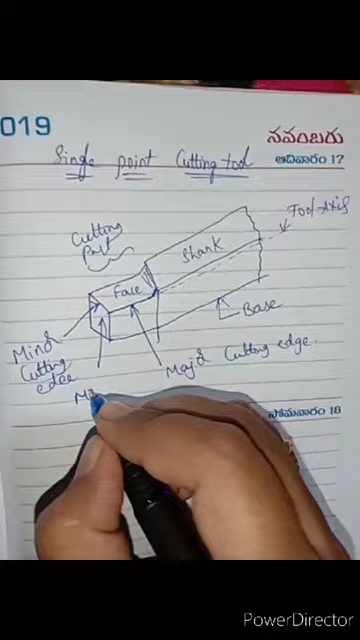 019
నవంబరు
ఆదివారం 17
Single point Cutting tool
Tool Axis
Cutting
Part
Shank
Face
Base
Minor
Cutting
edge
Major Cutting edge.
సోమవారం 18
PowerDirector